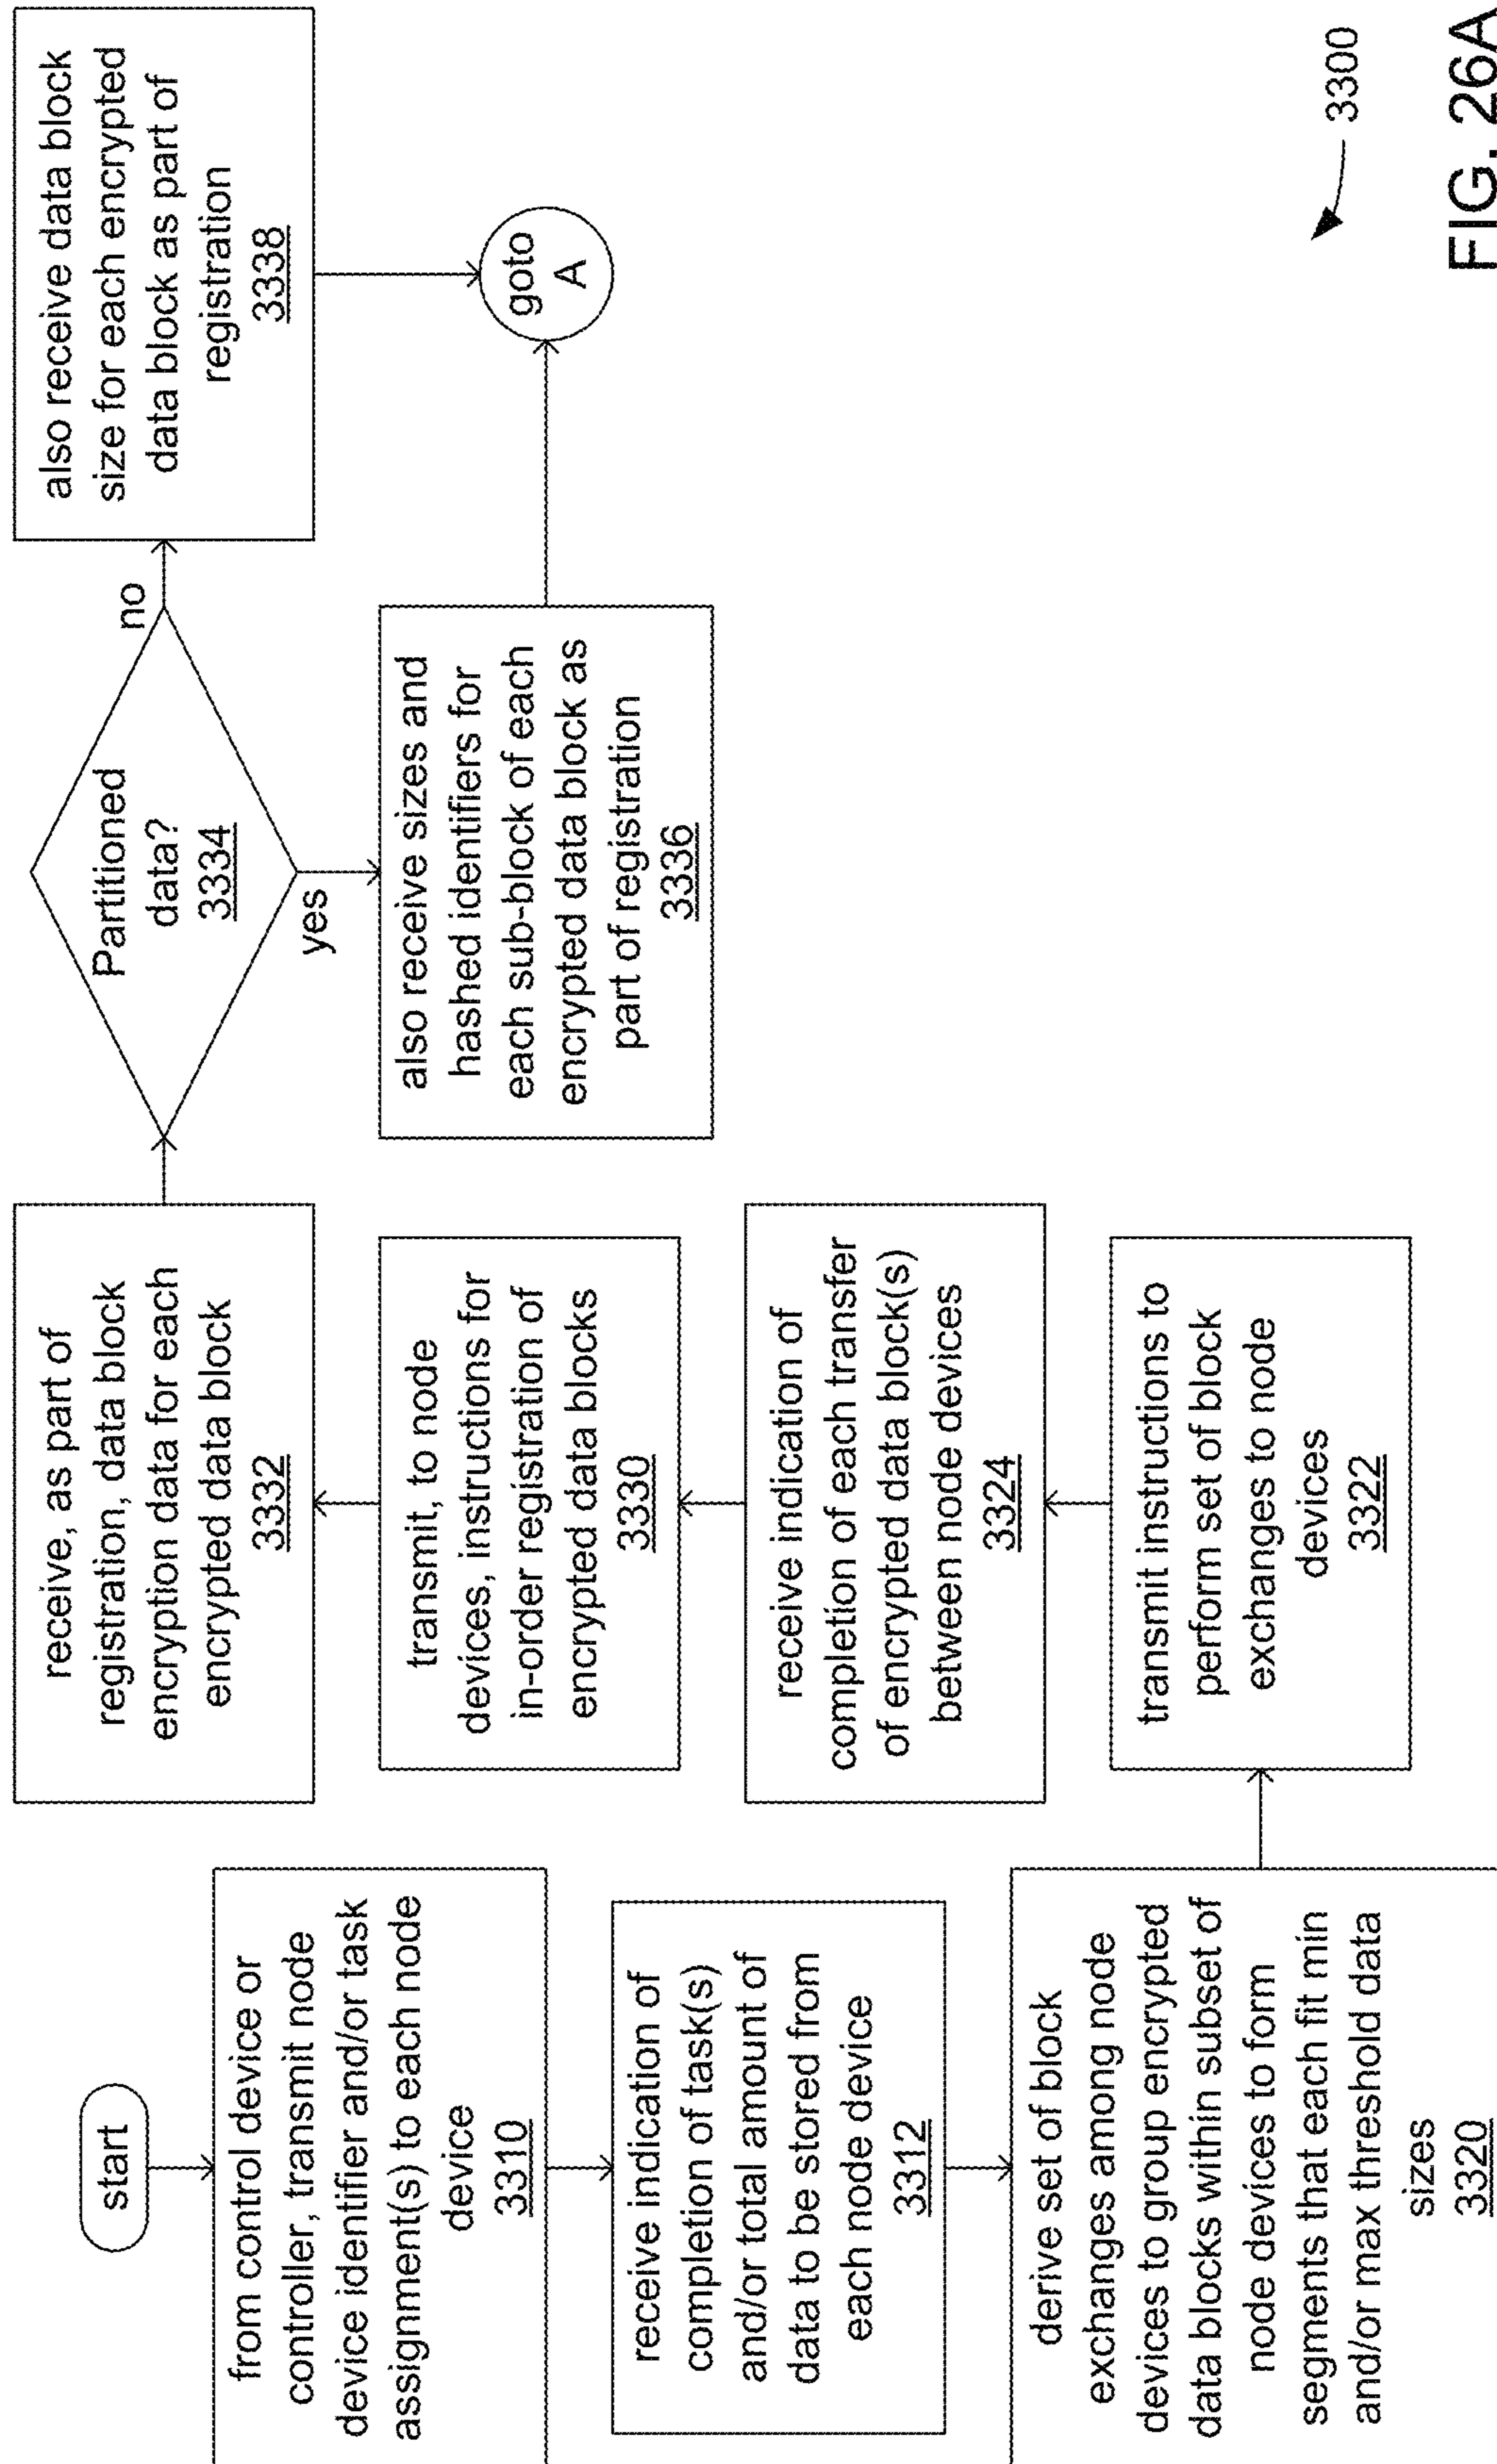 start
from control device or
controller, transmit node
device identifier and/or task
assignment(s) to each node
device
3310
receive indication of
completion of task(s)
and/or total amount of
data to be stored from
each node device
3312
derive set of block
exchanges among node
devices to group encrypted
data blocks within subset of
node devices to form
segments that each fit min
and/or max threshold data
sizes
3320
transmit instructions to
perform set of block
exchanges to node
devices
3322
receive indication of
completion of each transfer
of encrypted data block(s)
between node devices
3324
transmit, to node
devices, instructions for
in-order registration of
encrypted data blocks
3330
receive, as part of
registration, data block
encryption data for each
encrypted data block
3332
Partitioned
data?
3334
yes
no
also receive sizes and
hashed identifiers for
each sub-block of each
encrypted data block as
part of registration
3336
also receive data block
size for each encrypted
data block as part of
registration
3338
goto
A
3300
FIG. 26A